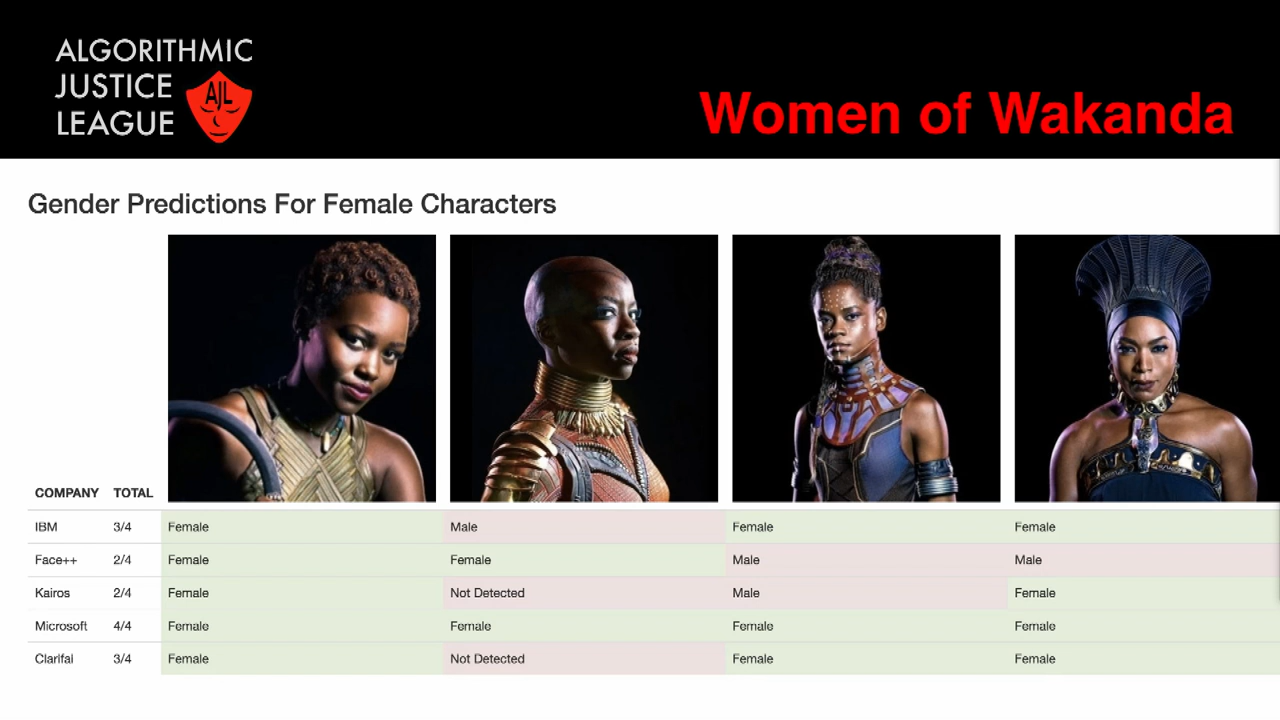 ALGORITHMIC
JUSTICE
LEAGUE
AJL
Women of Wakanda
Gender Predictions For Female Characters
COMPANY TOTAL
IBM 3/4 Female Male Female Female
Face++ 2/4 Female Female Male Male
Kairos 2/4 Female Not Detected Male Female
Microsoft 4/4 Female Female Female Female
Clarifai 3/4 Female Not Detected Female Female